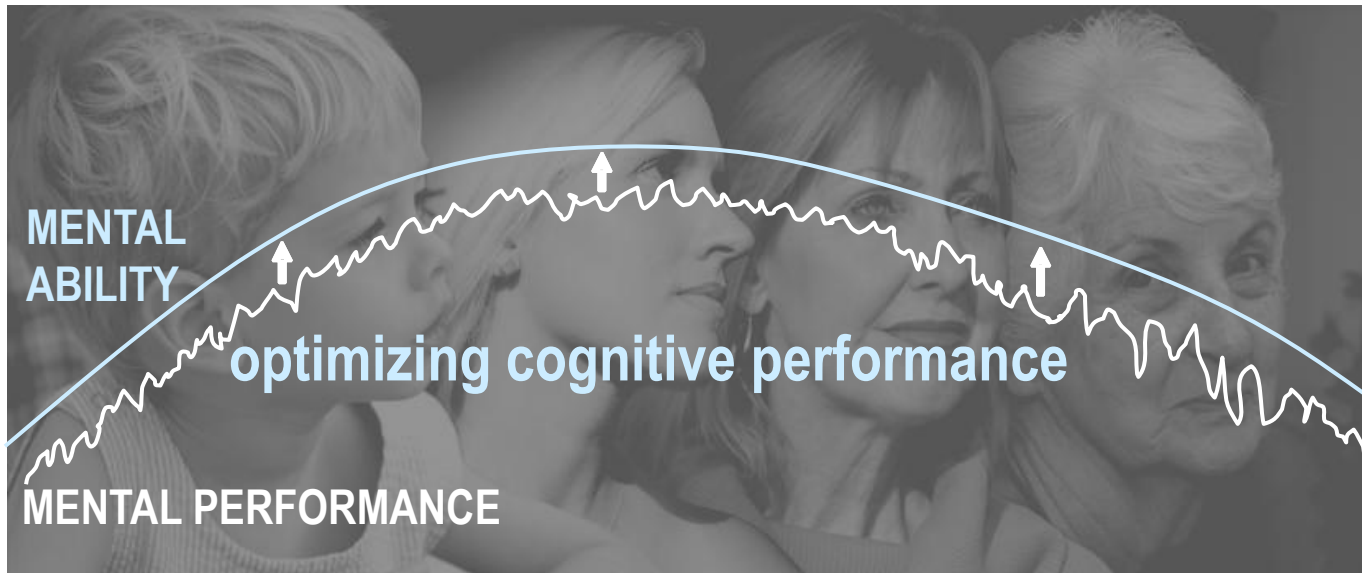 MENTAL
ABILITY
optimizing cognitive performance
MENTAL PERFORMANCE